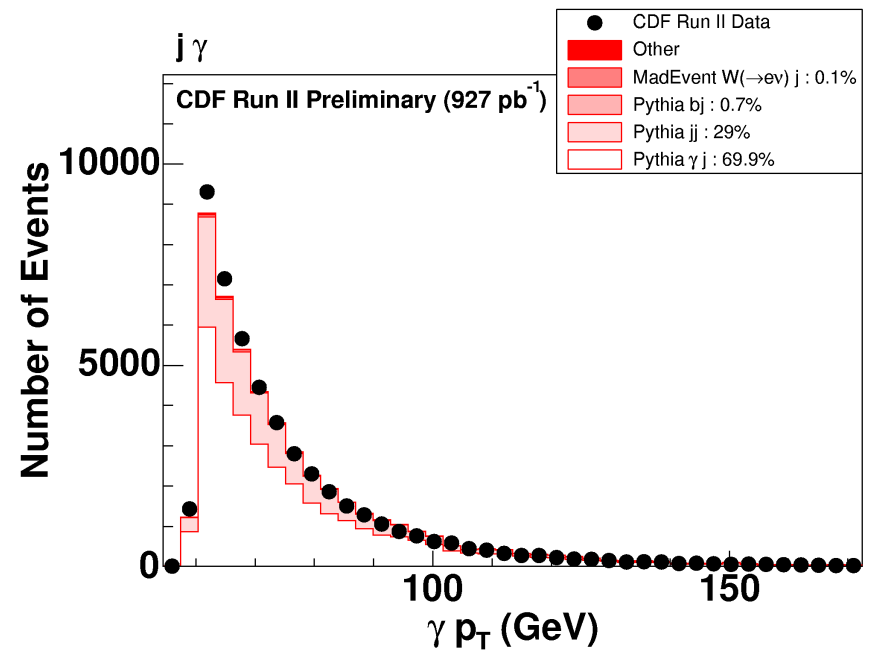 j γ
CDF Run II Preliminary (927 pb⁻¹)
CDF Run II Data
Other
MadEvent W(→eν) j : 0.1%
Pythia bj : 0.7%
Pythia jj : 29%
Pythia γ j : 69.9%
Number of Events
10000
5000
0
100
150
γ p_T (GeV)